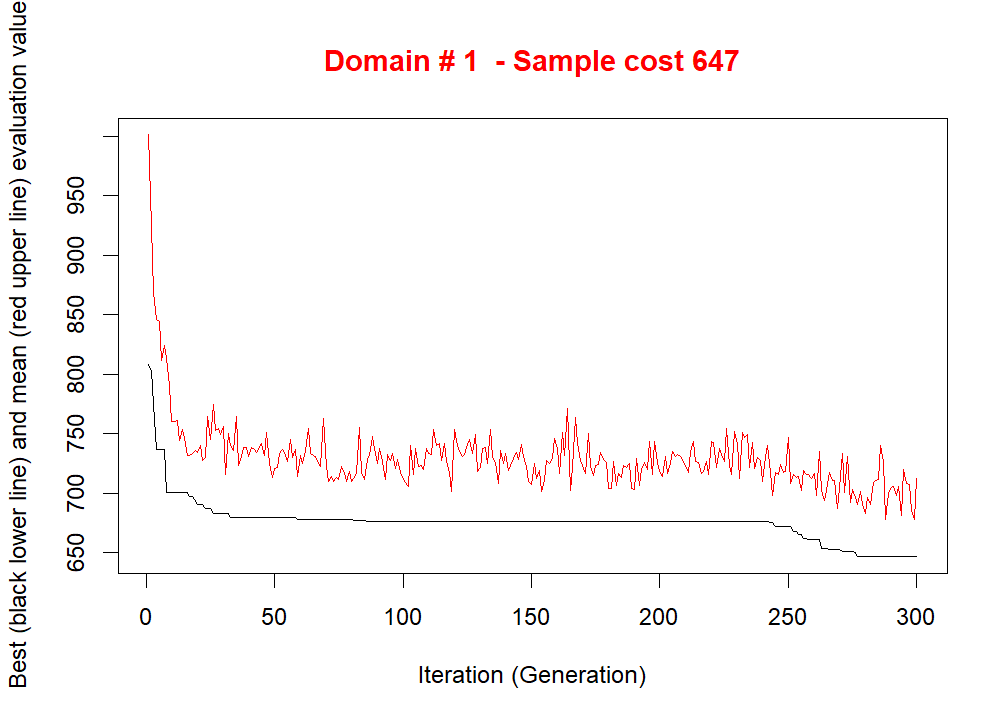 Domain # 1  - Sample cost 647
Best (black lower line) and mean (red upper line) evaluation value
950
900
850
800
750
700
650
0 50 100 150 200 250 300
Iteration (Generation)